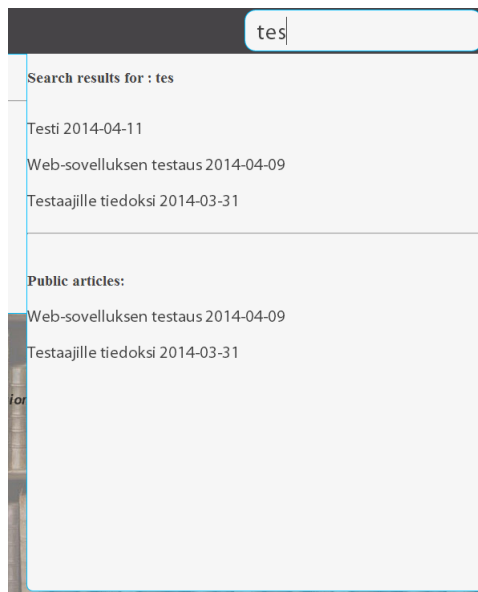 tes
Search results for : tes
Testi 2014-04-11
Web-sovelluksen testaus 2014-04-09
Testaajille tiedoksi 2014-03-31
Public articles:
Web-sovelluksen testaus 2014-04-09
Testaajille tiedoksi 2014-03-31